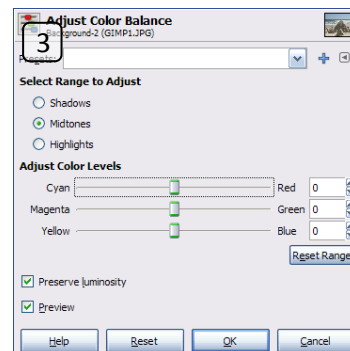 Adjust Color Balance
Background-2 (GIMP1.JPG)
3
Presets:
Select Range to Adjust
Shadows
Midtones
Highlights
Adjust Color Levels
Cyan Red 0
Magenta Green 0
Yellow Blue 0
Reset Range
Preserve luminosity
Preview
Help Reset OK Cancel